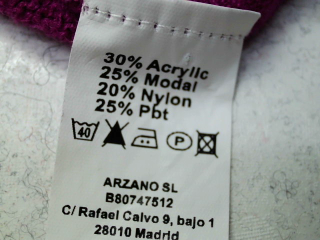 30% Acrylic
25% Modal
20% Nylon
25% Pbt
40 P
ARZANO SL
B80747512
C/ Rafael Calvo 9, bajo 1
28010 Madrid